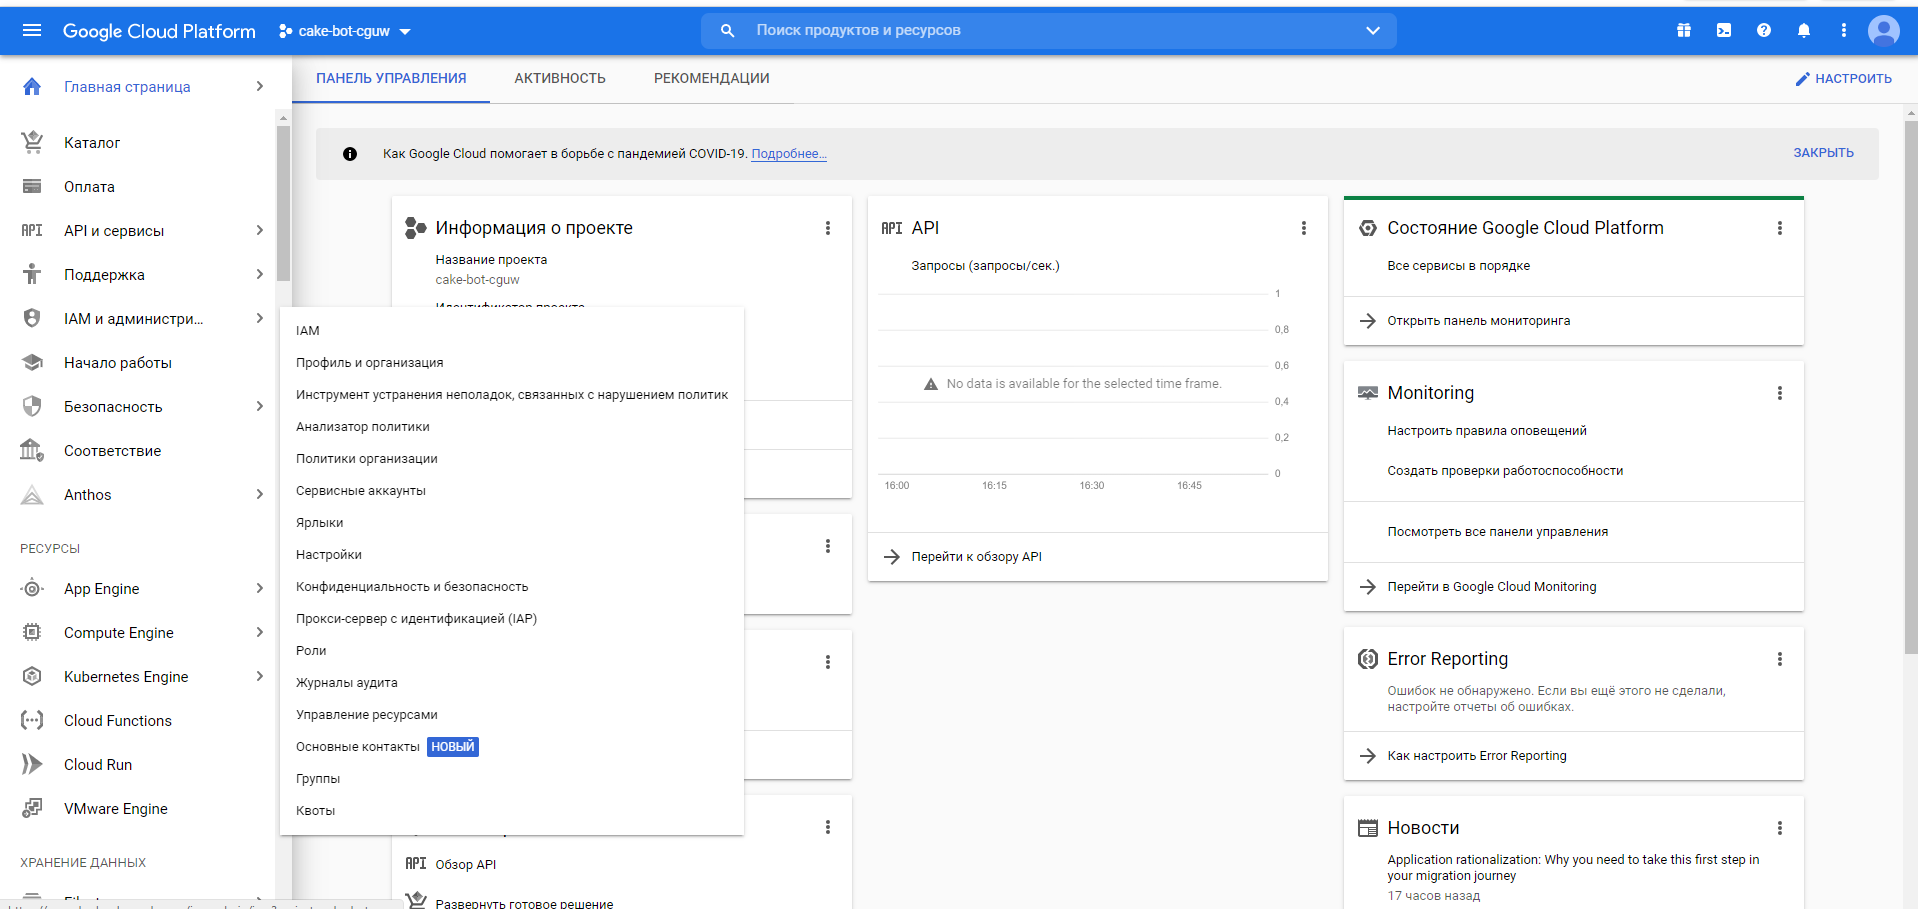 Google Cloud Platform
cake-bot-cguw
Поиск продуктов и ресурсов
Главная страница
Каталог
Оплата
API
API и сервисы
Поддержка
IAM и администри...
Начало работы
Безопасность
Соответствие
Anthos
РЕСУРСЫ
App Engine
Compute Engine
Kubernetes Engine
Cloud Functions
Cloud Run
VMware Engine
ХРАНЕНИЕ ДАННЫХ
ПАНЕЛЬ УПРАВЛЕНИЯ
АКТИВНОСТЬ
РЕКОМЕНДАЦИИ
НАСТРОИТЬ
Как Google Cloud помогает в борьбе с пандемией COVID-19. Подробнее...
ЗАКРЫТЬ
Информация о проекте
Название проекта
cake-bot-cguw
Идентификатор проекта
IAM
Профиль и организация
Инструмент устранения неполадок, связанных с нарушением политик
Анализатор политики
Политики организации
Сервисные аккаунты
Ярлыки
Настройки
Конфиденциальность и безопасность
Прокси-сервер с идентификацией (IAP)
Роли
Журналы аудита
Управление ресурсами
Основные контакты НОВЫЙ
Группы
Квоты
API Обзор API
Развернуть готовое решение
API API
Запросы (запросы/сек.)
1
0,8
0,6
No data is available for the selected time frame.
0,4
0,2
0
16:00 16:15 16:30 16:45
Перейти к обзору API
Состояние Google Cloud Platform
Все сервисы в порядке
Открыть панель мониторинга
Monitoring
Настроить правила оповещений
Создать проверки работоспособности
Посмотреть все панели управления
Перейти в Google Cloud Monitoring
Error Reporting
Ошибок не обнаружено. Если вы ещё этого не сделали,
настройте отчеты об ошибках.
Как настроить Error Reporting
Новости
Application rationalization: Why you need to take this first step in
your migration journey
17 часов назад